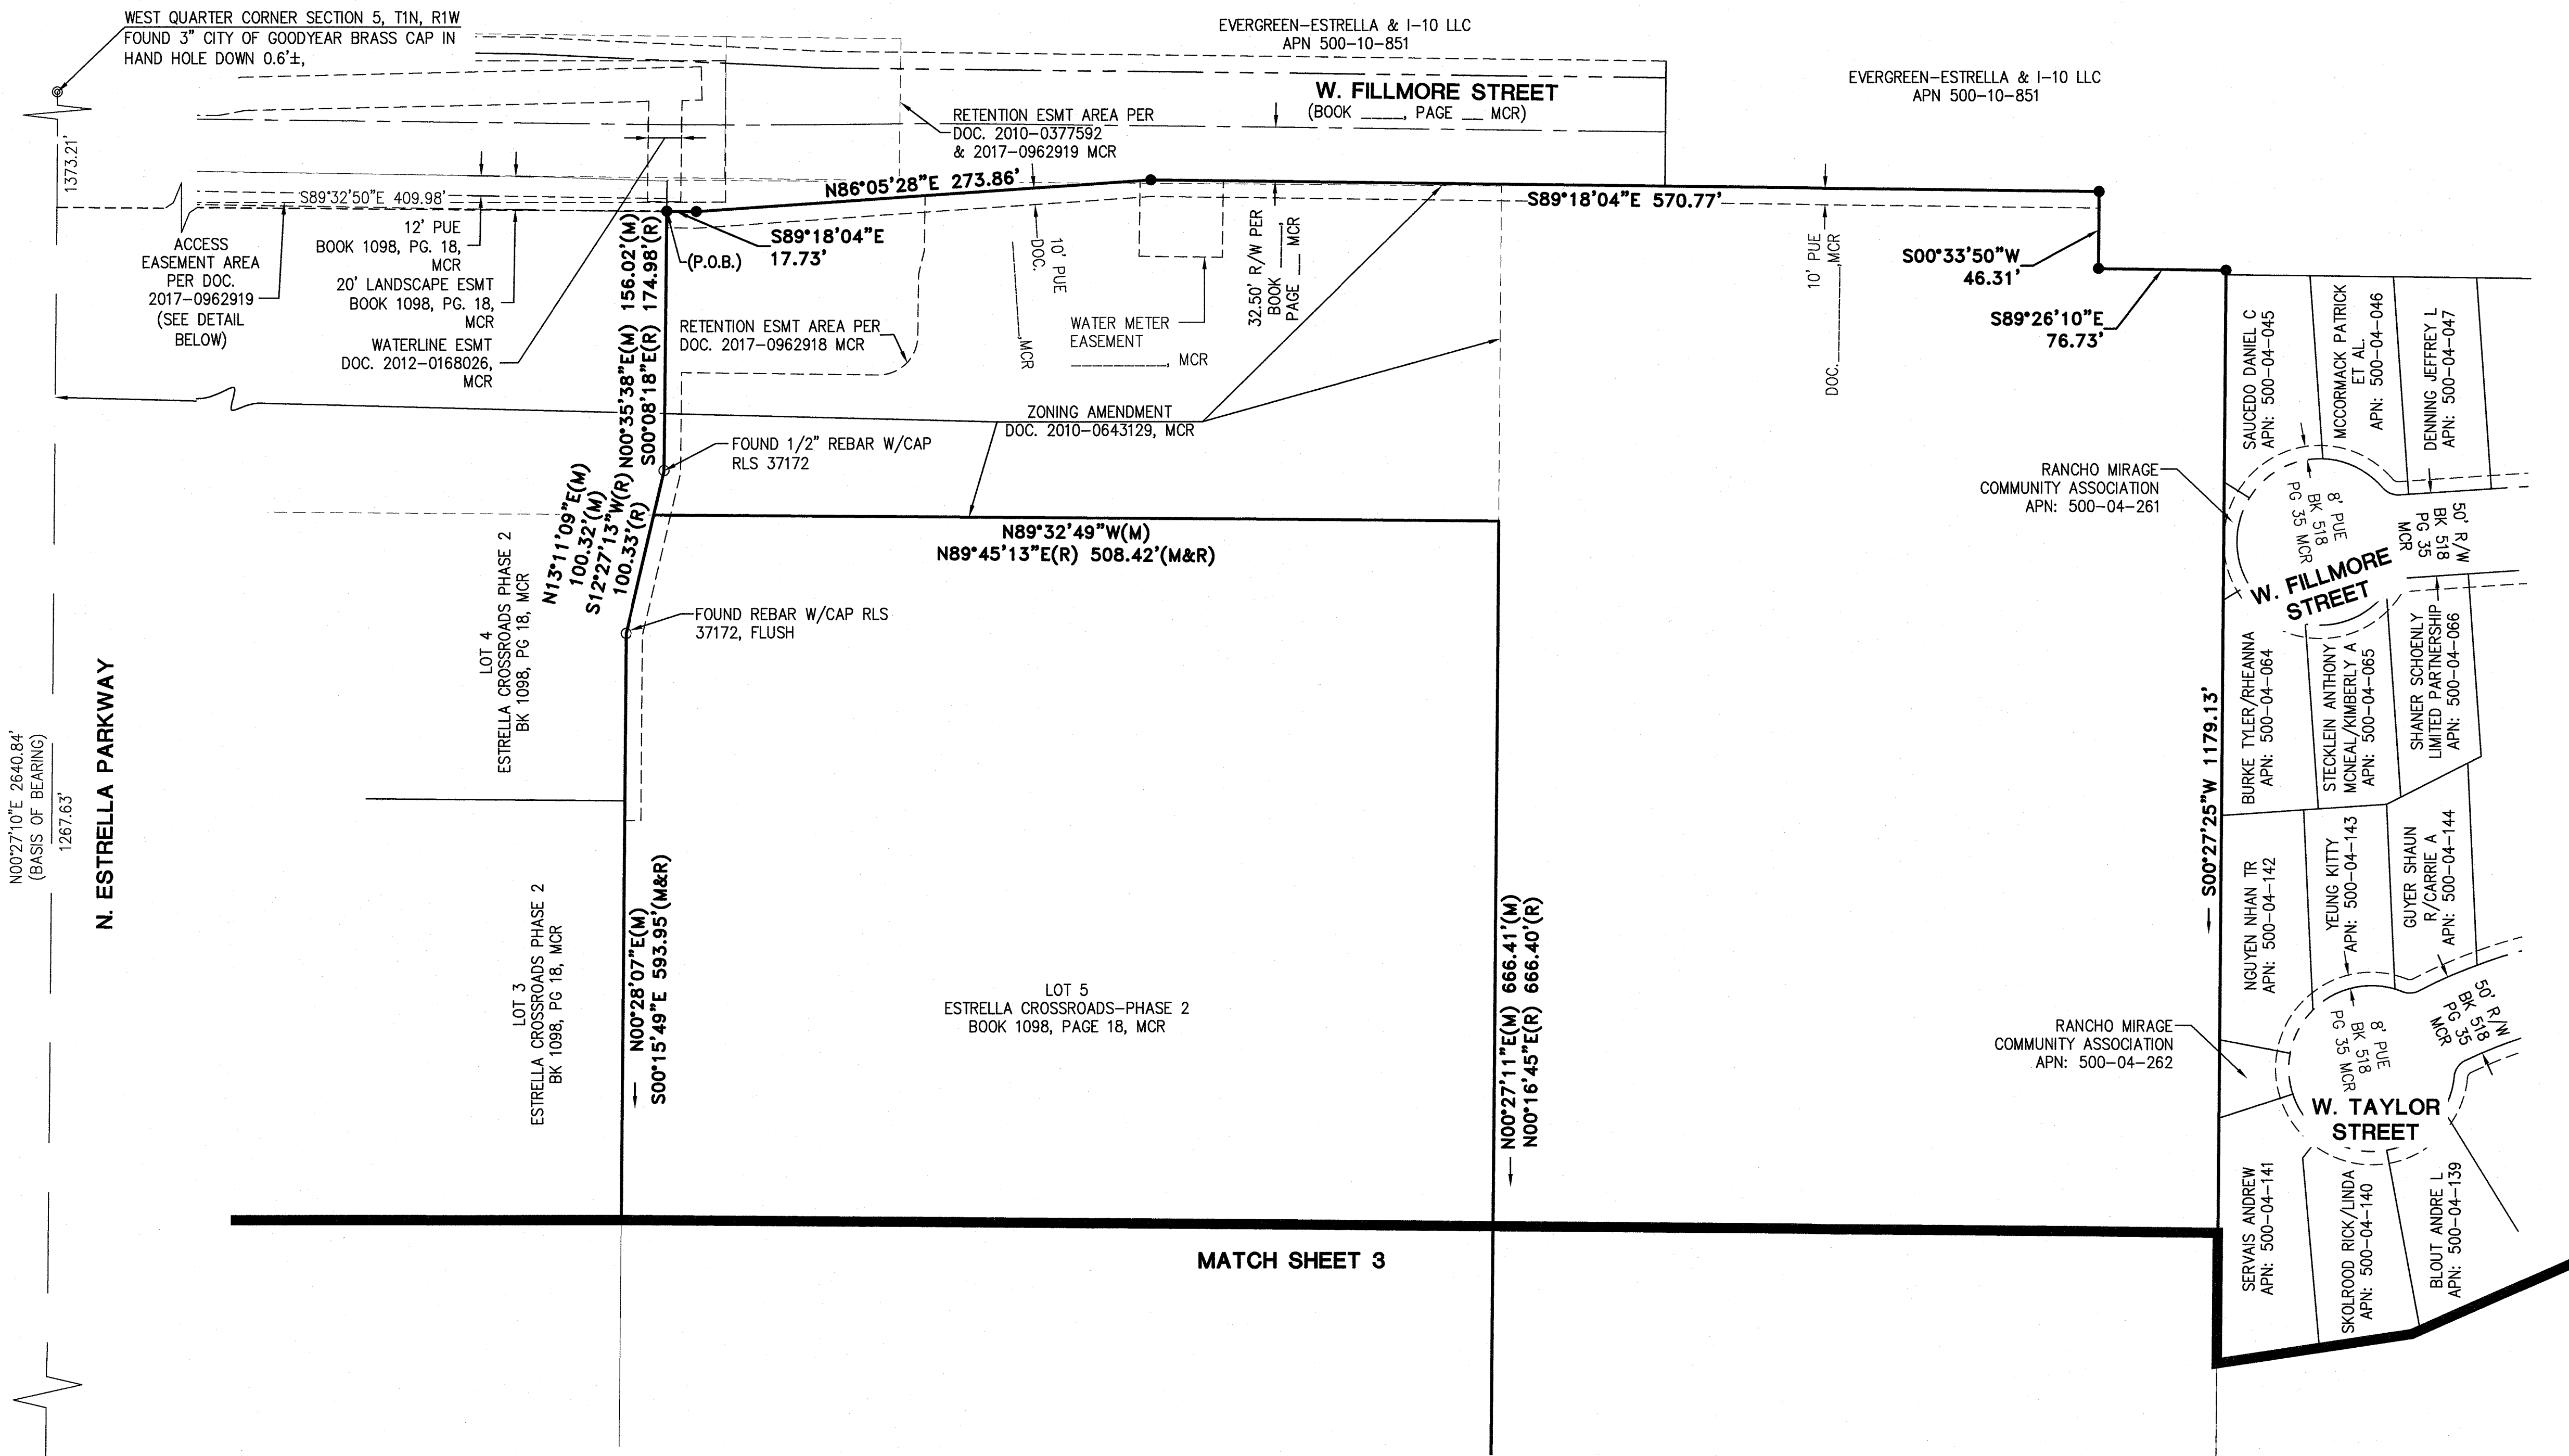 WEST QUARTER CORNER SECTION 5, T1N, R1W
FOUND 3" CITY OF GOODYEAR BRASS CAP IN
HAND HOLE DOWN 0.6'±,
EVERGREEN-ESTRELLA & I-10 LLC
APN 500-10-851
EVERGREEN-ESTRELLA & I-10 LLC
APN 500-10-851
W. FILLMORE STREET
(BOOK ____, PAGE __ MCR)
RETENTION ESMT AREA PER
DOC. 2010-0377592
& 2017-0962919 MCR
1373.21'
S89°32'50"E 409.98'
N86°05'28"E 273.86'
S89°18'04"E 570.77'
S89°18'04"E
17.73'
(P.O.B.)
12' PUE
BOOK 1098, PG. 18,
MCR
20' LANDSCAPE ESMT
BOOK 1098, PG. 18,
MCR
WATERLINE ESMT
DOC. 2012-0168026,
MCR
ACCESS
EASEMENT AREA
PER DOC.
2017-0962919
(SEE DETAIL
BELOW)
N00°35'38"E(M) 156.02'(M)
S00°08'18"E(R) 174.98'(R)
RETENTION ESMT AREA PER
DOC. 2017-0962918 MCR
10' PUE
DOC.
________,MCR
WATER METER
EASEMENT
__________, MCR
32.50' R/W PER
BOOK ____,
PAGE ___ MCR
10' PUE
DOC.__________,MCR
S00°33'50"W
46.31'
S89°26'10"E
76.73'
ZONING AMENDMENT
DOC. 2010-0643129, MCR
FOUND 1/2" REBAR W/CAP
RLS 37172
N13°11'09"E(M)
100.32'(M)
S12°27'13"W(R)
100.33'(R)
N89°32'49"W(M)
N89°45'13"E(R) 508.42'(M&R)
FOUND REBAR W/CAP RLS
37172, FLUSH
SAUCEDO DANIEL C
APN: 500-04-045
MCCORMACK PATRICK
ET AL.
APN: 500-04-046
DENNING JEFFREY L
APN: 500-04-047
RANCHO MIRAGE
COMMUNITY ASSOCIATION
APN: 500-04-261
8' PUE
BK 518
PG 35 MCR
50' R/W
BK 518
PG 35
MCR
W. FILLMORE
STREET
BURKE TYLER/RHEANNA
APN: 500-04-064
STECKLEIN ANTHONY
MCNEAL/KIMBERLY A
APN: 500-04-065
SHANER SCHOENLY
LIMITED PARTNERSHIP
APN: 500-04-066
LOT 4
ESTRELLA CROSSROADS PHASE 2
BK 1098, PG 18, MCR
N00°27'10"E 2640.84'
(BASIS OF BEARING)
1267.63'
N. ESTRELLA PARKWAY
S00°27'25"W 1179.13'
NGUYEN NHAN TR
APN: 500-04-142
YEUNG KITTY
APN: 500-04-143
GUYER SHAUN
R/CARRIE A
APN: 500-04-144
LOT 3
ESTRELLA CROSSROADS PHASE 2
BK 1098, PG 18, MCR
N00°28'07"E(M)
S00°15'49"E 593.95'(M&R)
LOT 5
ESTRELLA CROSSROADS-PHASE 2
BOOK 1098, PAGE 18, MCR
N00°27'11"E(M) 666.41'(M)
N00°16'45"E(R) 666.40'(R)
RANCHO MIRAGE
COMMUNITY ASSOCIATION
APN: 500-04-262
8' PUE
BK 518
PG 35 MCR
50' R/W
BK 518
PG 35
MCR
W. TAYLOR
STREET
SERVAIS ANDREW
APN: 500-04-141
SKOLROOD RICK/LINDA
APN: 500-04-140
BLOUT ANDRE L
APN: 500-04-139
MATCH SHEET 3